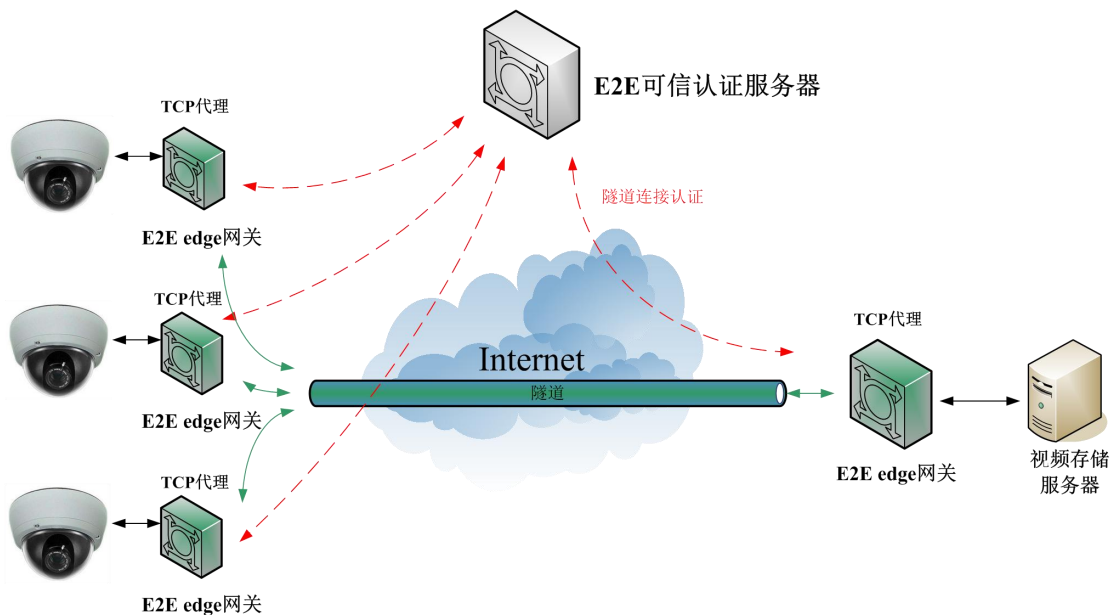 E2E可信认证服务器
TCP代理
E2E edge网关
隧道连接认证
TCP代理
E2E edge网关
Internet
隧道
TCP代理
E2E edge网关
视频存储
服务器
TCP代理
E2E edge网关